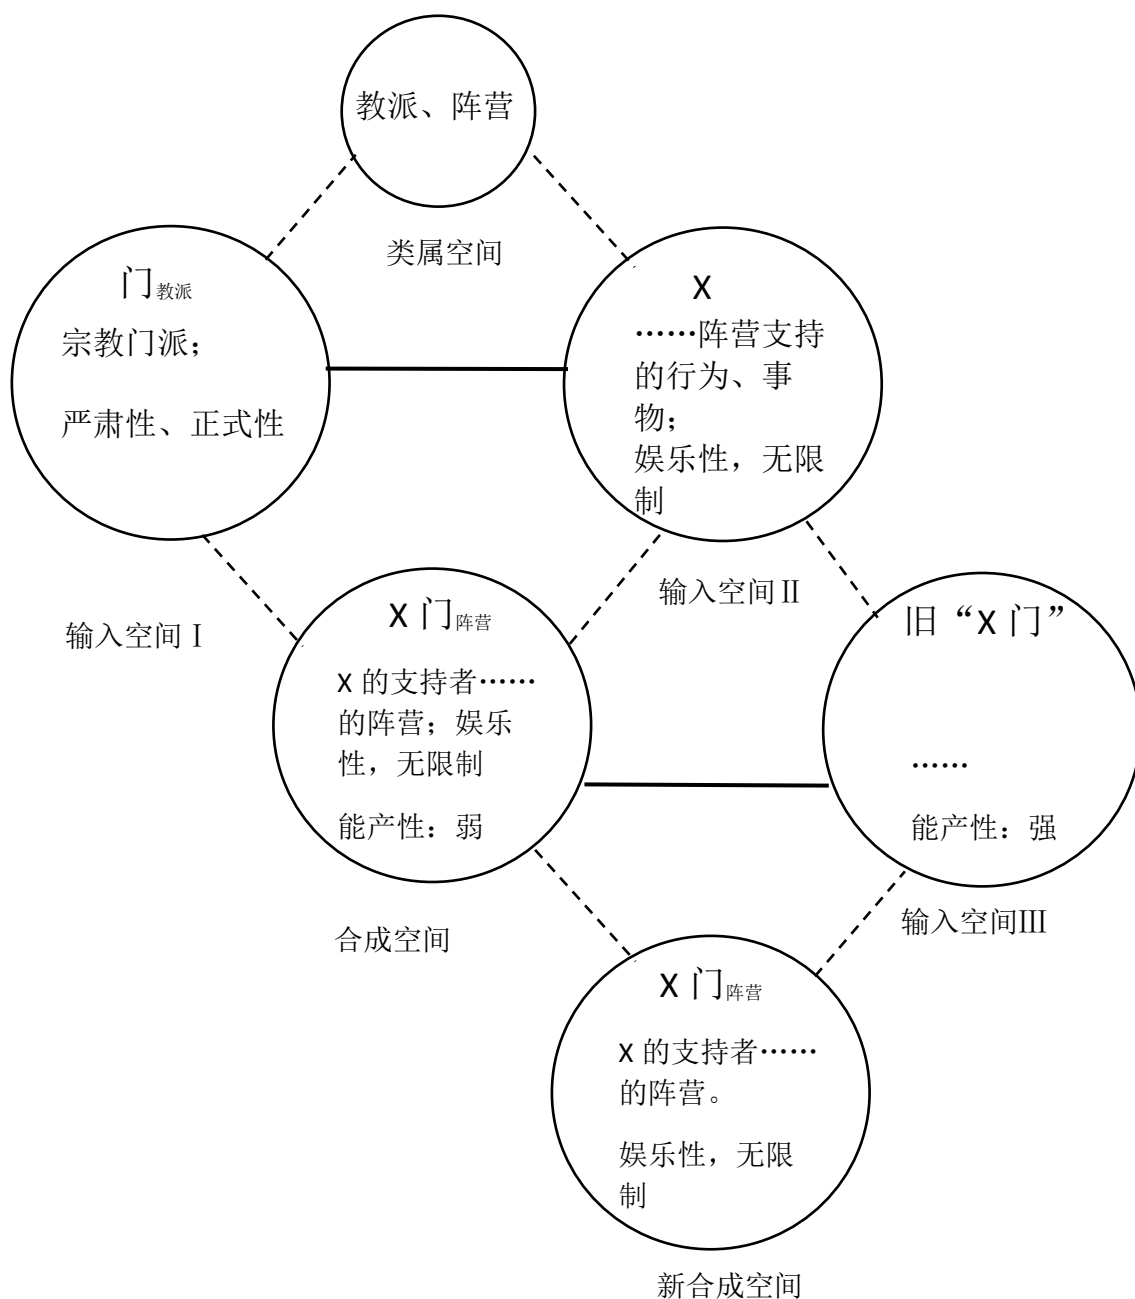 教派、阵营
类属空间
门教派
宗教门派；
严肃性、正式性
输入空间Ⅰ
X
……阵营支持
的行为、事
物；
娱乐性，无限
制
输入空间Ⅱ
X 门阵营
X 的支持者……
的阵营；娱乐
性，无限制
能产性：弱
合成空间
旧“X 门”
……
能产性：强
输入空间Ⅲ
X 门阵营
X 的支持者……
的阵营。
娱乐性，无限
制
新合成空间